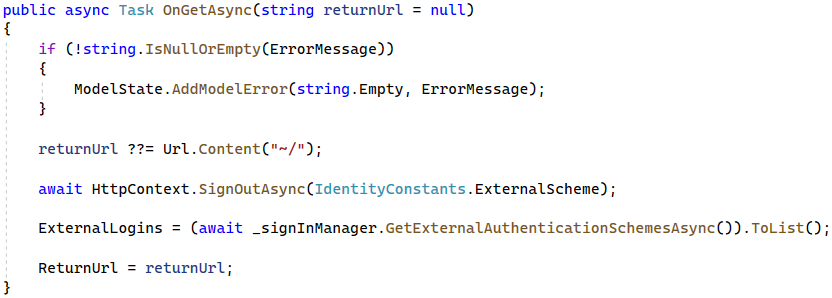 public async Task OnGetAsync(string returnUrl = null)
{
    if (!string.IsNullOrEmpty(ErrorMessage))
    {
        ModelState.AddModelError(string.Empty, ErrorMessage);
    }

    returnUrl ??= Url.Content("~/");

    await HttpContext.SignOutAsync(IdentityConstants.ExternalScheme);

    ExternalLogins = (await _signInManager.GetExternalAuthenticationSchemesAsync()).ToList();

    ReturnUrl = returnUrl;
}